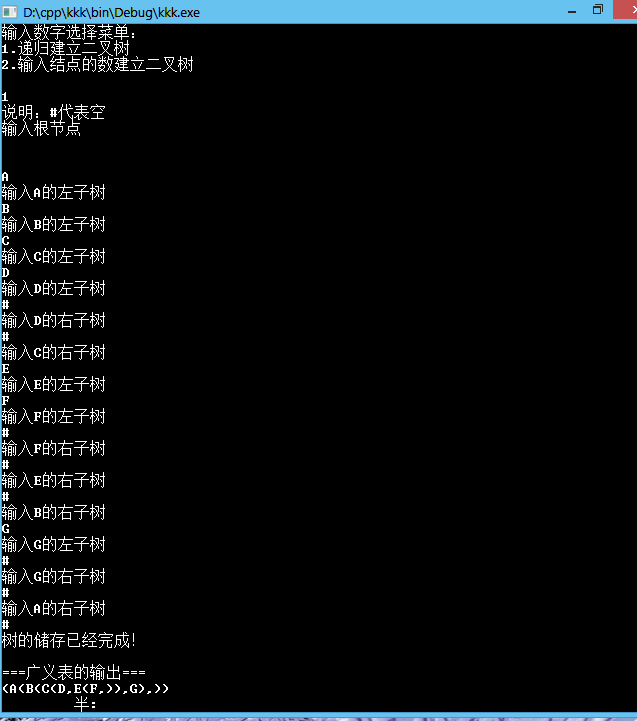 D:\cpp\kkk\bin\Debug\kkk.exe
输入数字选择菜单:
1.递归建立二叉树
2.输入结点的数建立二叉树
1
说明: #代表空
输入根节点
A
输入A的左子树
B
输入B的左子树
C
输入C的左子树
D
输入D的左子树
#
输入D的右子树
#
输入C的右子树
E
输入E的左子树
F
输入F的左子树
#
输入F的右子树
#
输入E的右子树
#
输入B的右子树
G
输入G的左子树
#
输入G的右子树
#
输入A的右子树
#
树的储存已经完成!
===广义表的输出===
(A(B(C(D,E(F,)),G),))
半: